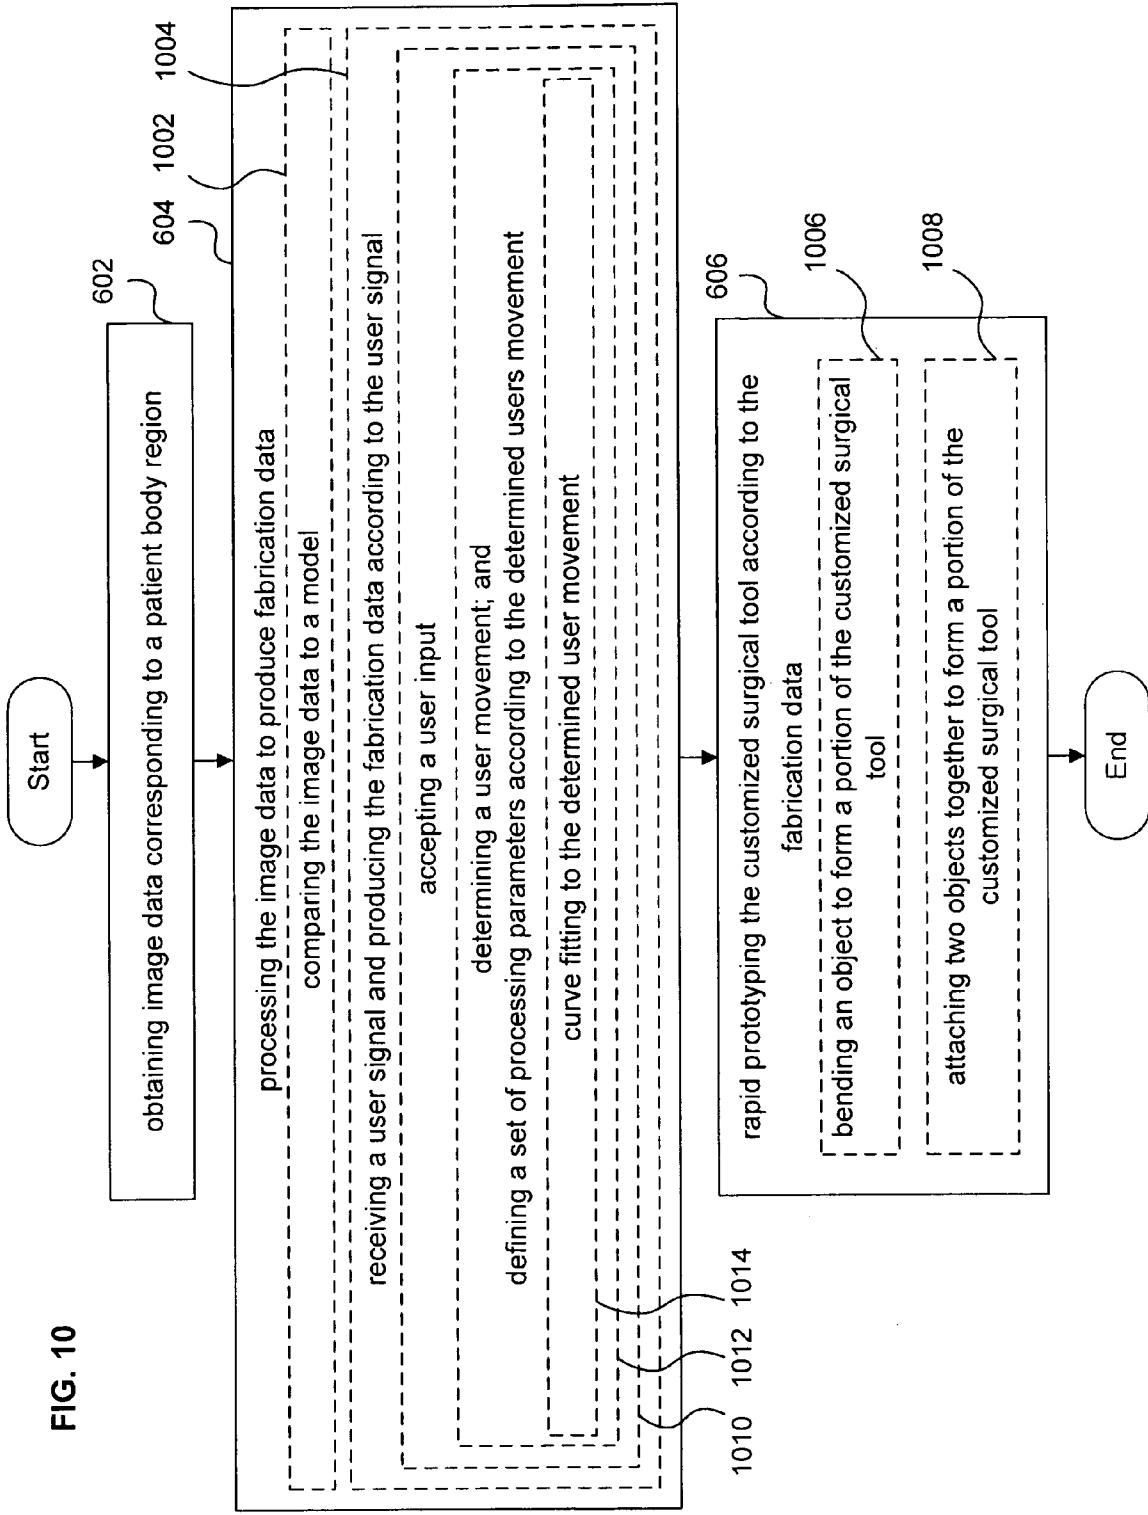 FIG. 10
Start
602
obtaining image data corresponding to a patient body region
604
processing the image data to produce fabrication data
1002
comparing the image data to a model
1004
receiving a user signal and producing the fabrication data according to the user signal
accepting a user input
determining a user movement; and
defining a set of processing parameters according to the determined users movement
curve fitting to the determined user movement
1010
1012
1014
606
rapid prototyping the customized surgical tool according to the
fabrication data
1006
bending an object to form a portion of the customized surgical
tool
1008
attaching two objects together to form a portion of the
customized surgical tool
End